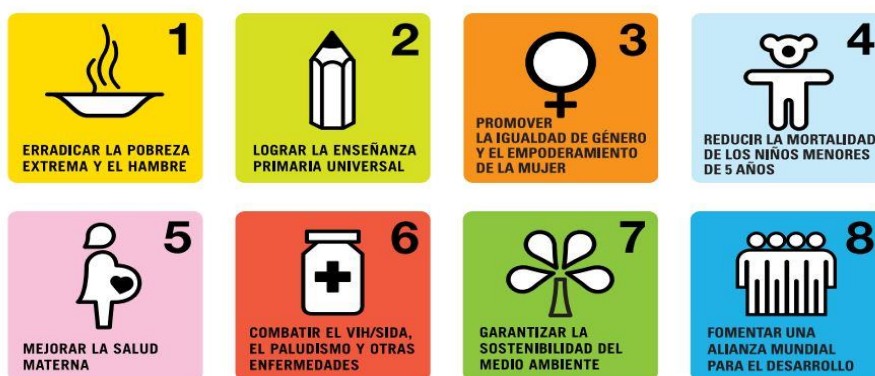 1
ERRADICAR LA POBREZA
EXTREMA Y EL HAMBRE
2
LOGRAR LA ENSEÑANZA
PRIMARIA UNIVERSAL
3
PROMOVER
LA IGUALDAD DE GÉNERO
Y EL EMPODERAMIENTO
DE LA MUJER
4
REDUCIR LA MORTALIDAD
DE LOS NIÑOS MENORES
DE 5 AÑOS
5
MEJORAR LA SALUD
MATERNA
6
COMBATIR EL VIH/SIDA,
EL PALUDISMO Y OTRAS
ENFERMEDADES
7
GARANTIZAR LA
SOSTENIBILIDAD DEL
MEDIO AMBIENTE
8
FOMENTAR UNA
ALIANZA MUNDIAL
PARA EL DESARROLLO